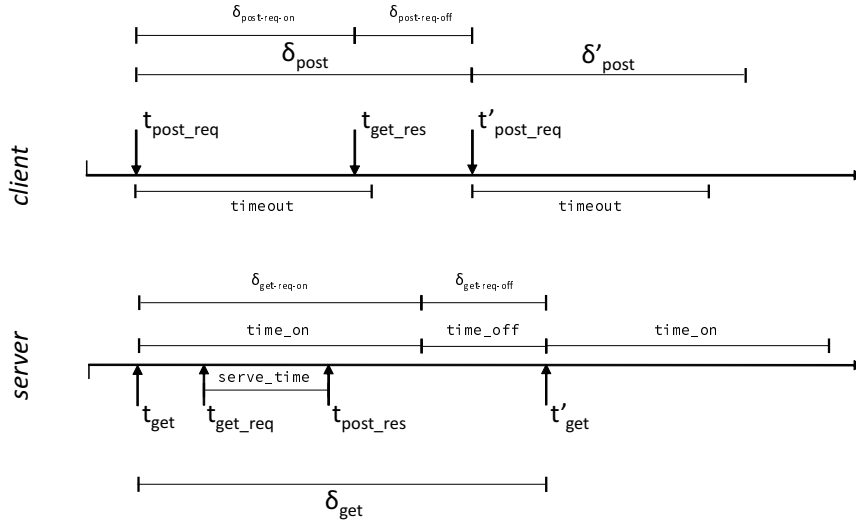 δpost-req-on δpost-req-off
δpost δ'post
tpost_req tget_res t'post_req
client
timeout timeout
δget-req-on δget-req-off
time_on time_off time_on
server
serve_time
tget tget_req tpost_res t'get
δget